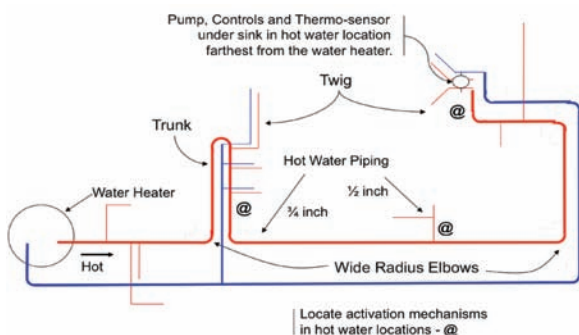 Pump, Controls and Thermo-sensor
under sink in hot water location
farthest from the water heater.
Twig
@
Trunk
Hot Water Piping
Water Heater
¾ inch
½ inch
@
@
Hot
Wide Radius Elbows
Locate activation mechanisms
in hot water locations - @